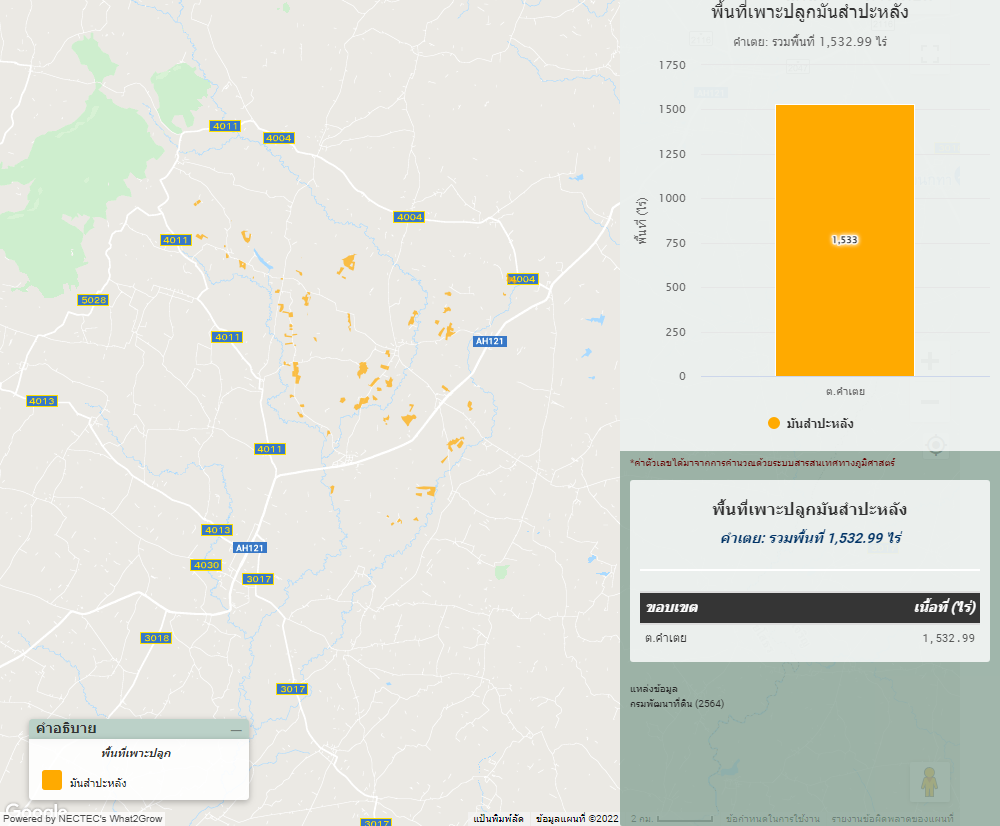 4011
4004
4004
4011
4004
5028
4011
AH121
4013
4011
4013
AH121
4030
3017
3018
3017
3017
คำอธิบาย
พื้นที่เพาะปลูก
มันสำปะหลัง
Google
Powered by NECTEC's What2Grow
แป้นพิมพ์ลัด ข้อมูลแผนที่ ©2022
2 กม. ข้อกำหนดในการใช้งาน รายงานข้อผิดพลาดของแผนที่
พื้นที่เพาะปลูกมันสำปะหลัง
คำเตย: รวมพื้นที่ 1,532.99 ไร่
พื้นที่ (ไร่)
1750
1500
1250
1000
750
500
250
0
1,533
ต.คำเตย
มันสำปะหลัง
*ค่าตัวเลขได้มาจากการคำนวณด้วยระบบสารสนเทศทางภูมิศาสตร์
พื้นที่เพาะปลูกมันสำปะหลัง
คำเตย: รวมพื้นที่ 1,532.99 ไร่
ขอบเขต เนื้อที่ (ไร่)
ต.คำเตย 1,532.99
แหล่งข้อมูล
กรมพัฒนาที่ดิน (2564)